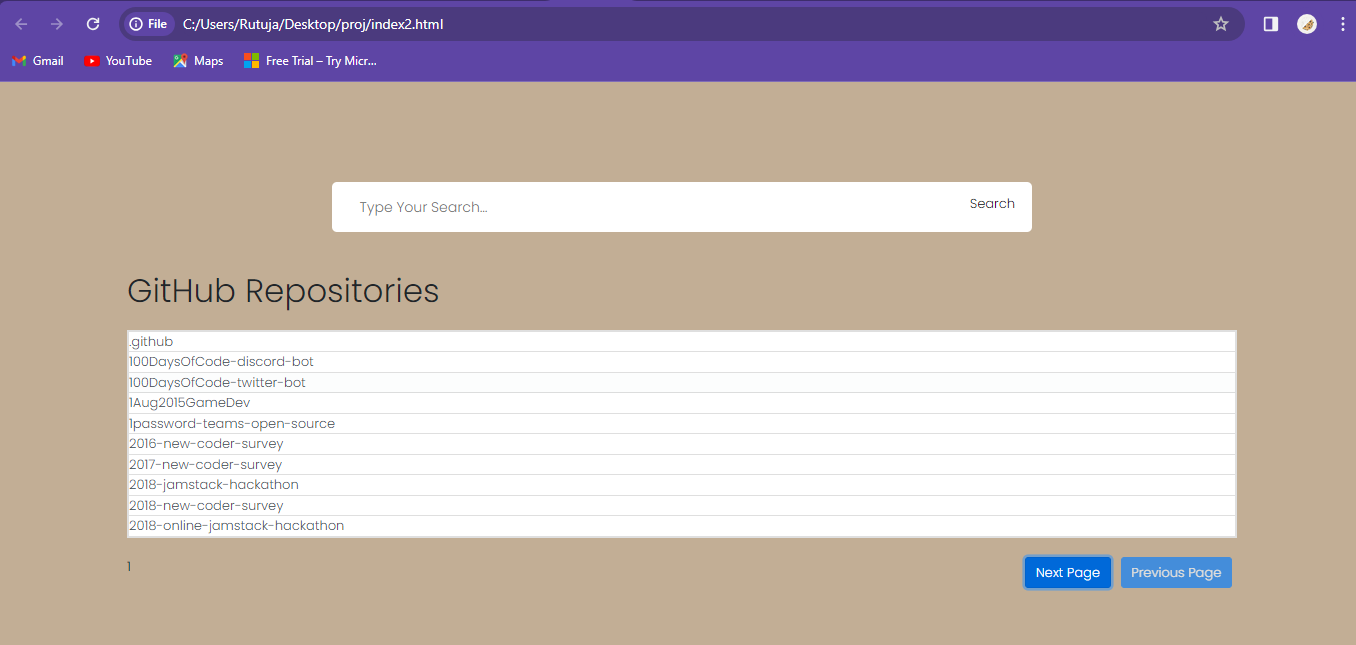 File C:/Users/Rutuja/Desktop/proj/index2.html
Gmail YouTube Maps Free Trial – Try Micr...
Type Your Search... Search
GitHub Repositories
.github
100DaysOfCode-discord-bot
100DaysOfCode-twitter-bot
1Aug2015GameDev
1password-teams-open-source
2016-new-coder-survey
2017-new-coder-survey
2018-jamstack-hackathon
2018-new-coder-survey
2018-online-jamstack-hackathon
1 Next Page Previous Page